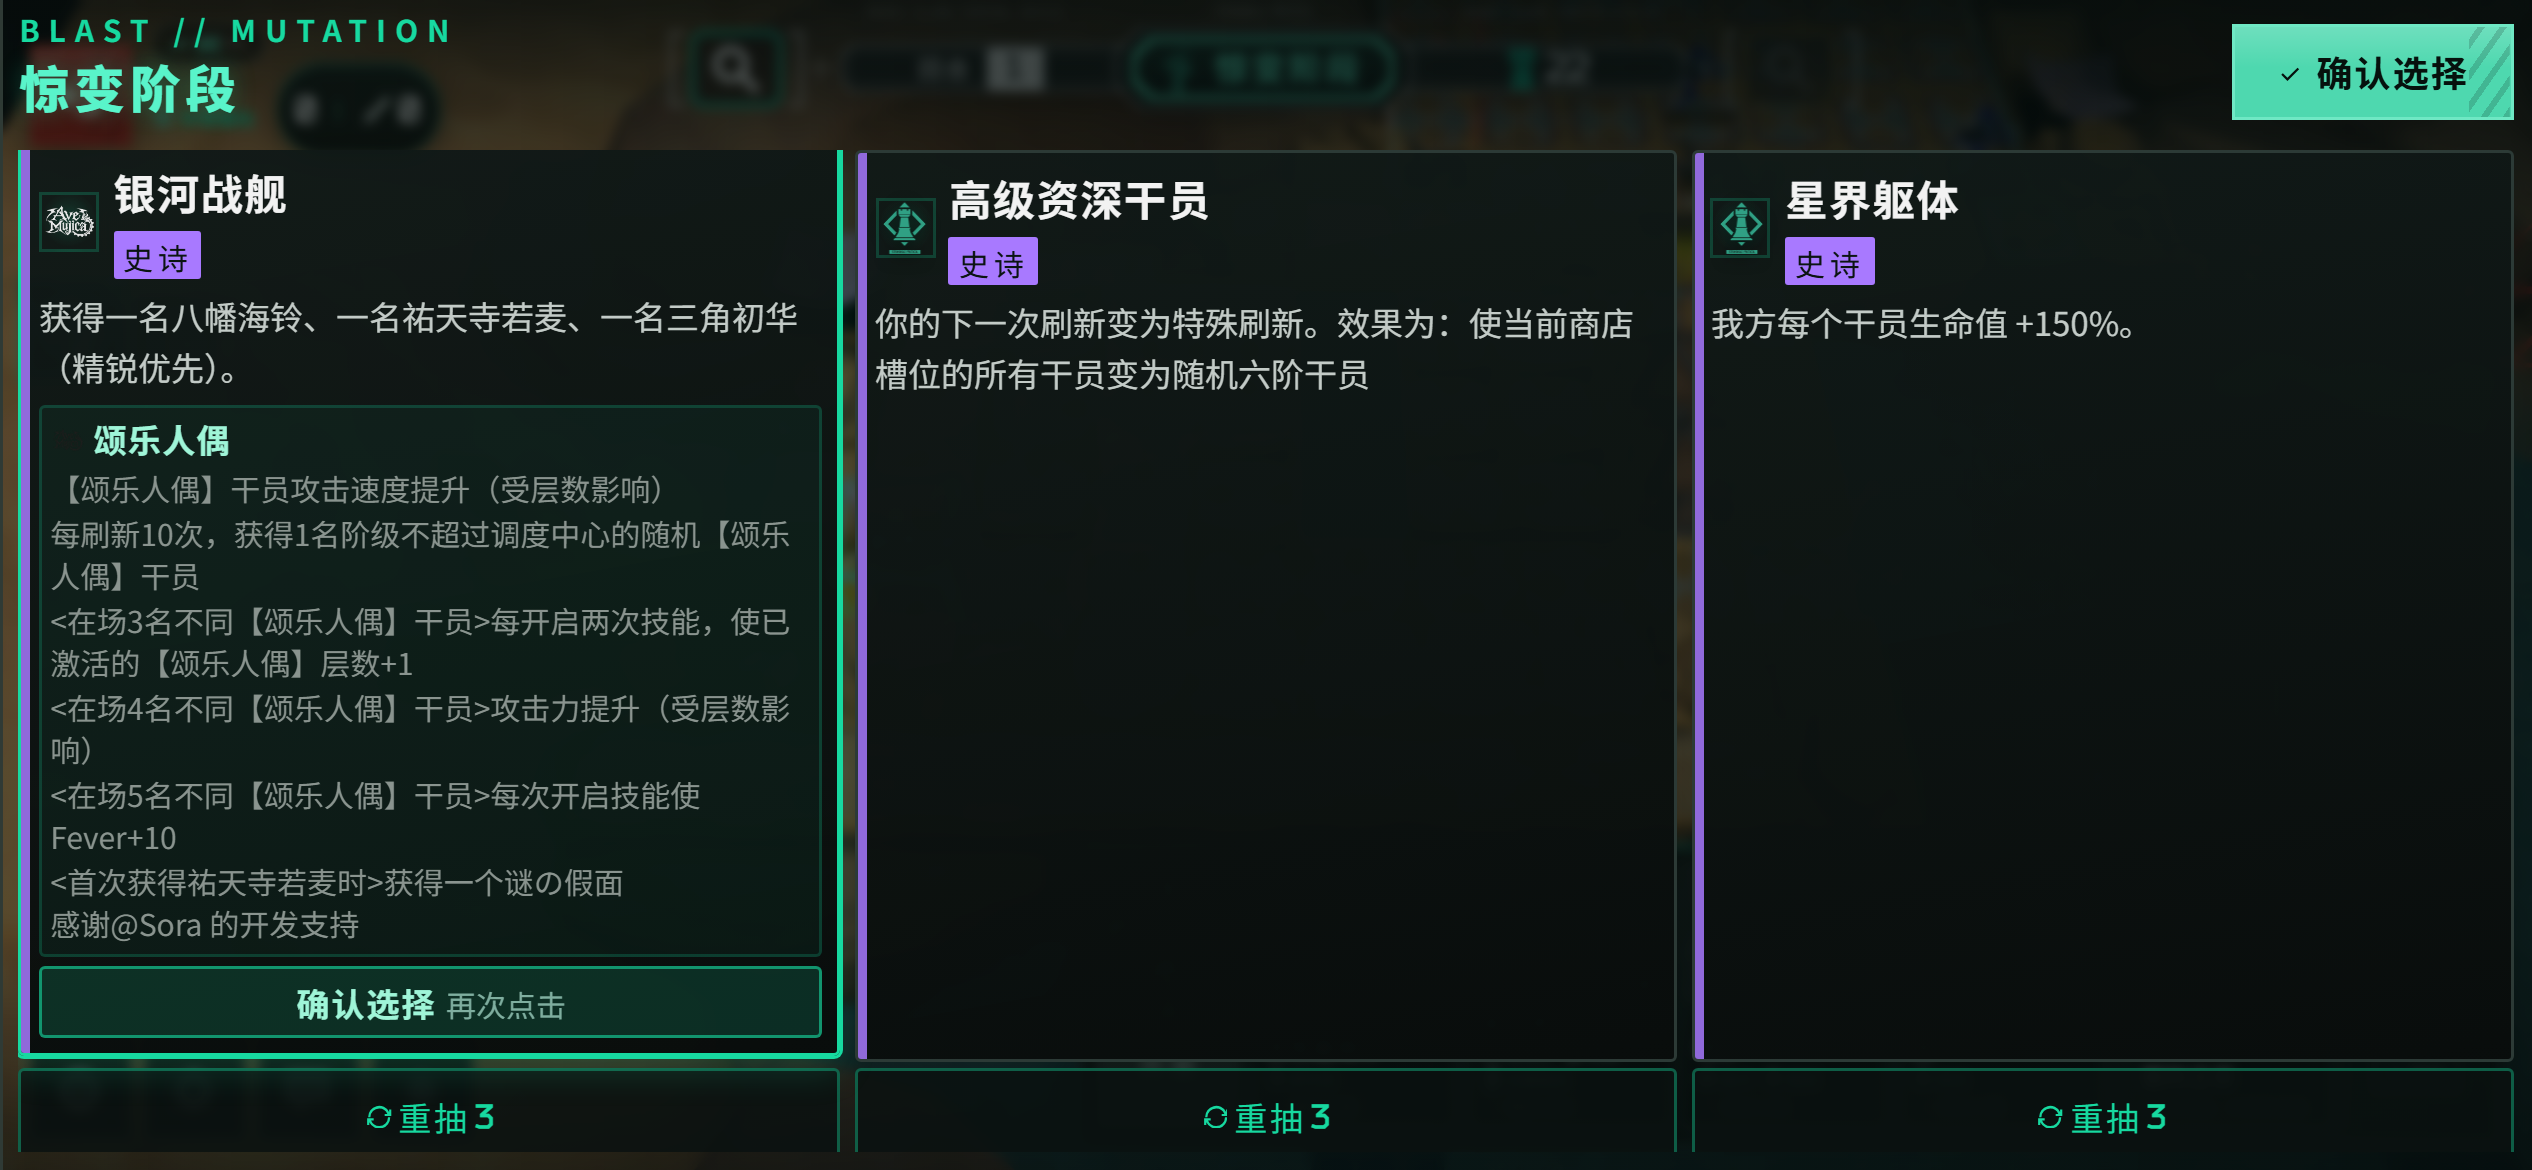 BLAST // MUTATION
惊变阶段
22
确认选择
Ave Mujica
银河战舰
史诗
获得一名八幡海铃、一名祐天寺若麦、一名三角初华
（精锐优先）。
颂乐人偶
【颂乐人偶】干员攻击速度提升（受层数影响）
每刷新10次，获得1名阶级不超过调度中心的随机【颂乐
人偶】干员
<在场3名不同【颂乐人偶】干员>每开启两次技能，使已
激活的【颂乐人偶】层数+1
<在场4名不同【颂乐人偶】干员>攻击力提升（受层数影
响）
<在场5名不同【颂乐人偶】干员>每次开启技能使
Fever+10
<首次获得祐天寺若麦时>获得一个谜の假面
感谢@Sora 的开发支持
确认选择 再次点击
重抽 3
高级资深干员
史诗
你的下一次刷新变为特殊刷新。效果为：使当前商店
槽位的所有干员变为随机六阶干员
重抽 3
星界躯体
史诗
我方每个干员生命值 +150%。
重抽 3